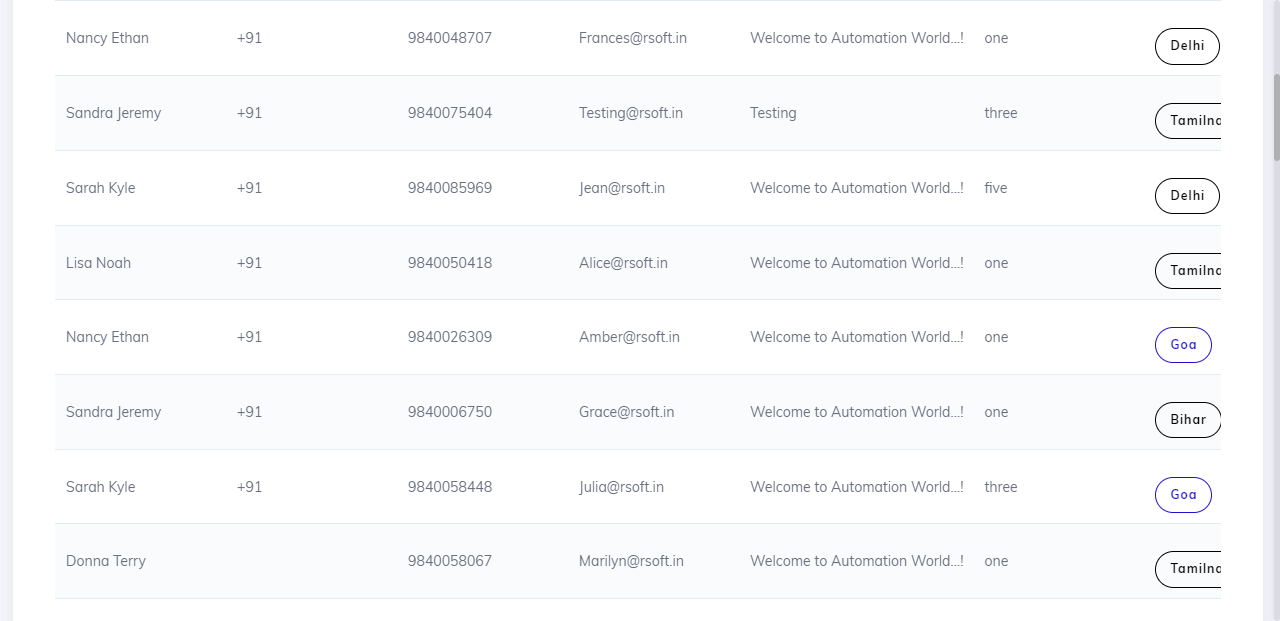 Nancy Ethan +91 9840048707 Frances@rsoft.in Welcome to Automation World...! one Delhi
Sandra Jeremy +91 9840075404 Testing@rsoft.in Testing three Tamilna
Sarah Kyle +91 9840085969 Jean@rsoft.in Welcome to Automation World...! five Delhi
Lisa Noah +91 9840050418 Alice@rsoft.in Welcome to Automation World...! one Tamilna
Nancy Ethan +91 9840026309 Amber@rsoft.in Welcome to Automation World...! one Goa
Sandra Jeremy +91 9840006750 Grace@rsoft.in Welcome to Automation World...! one Bihar
Sarah Kyle +91 9840058448 Julia@rsoft.in Welcome to Automation World...! three Goa
Donna Terry 9840058067 Marilyn@rsoft.in Welcome to Automation World...! one Tamilna